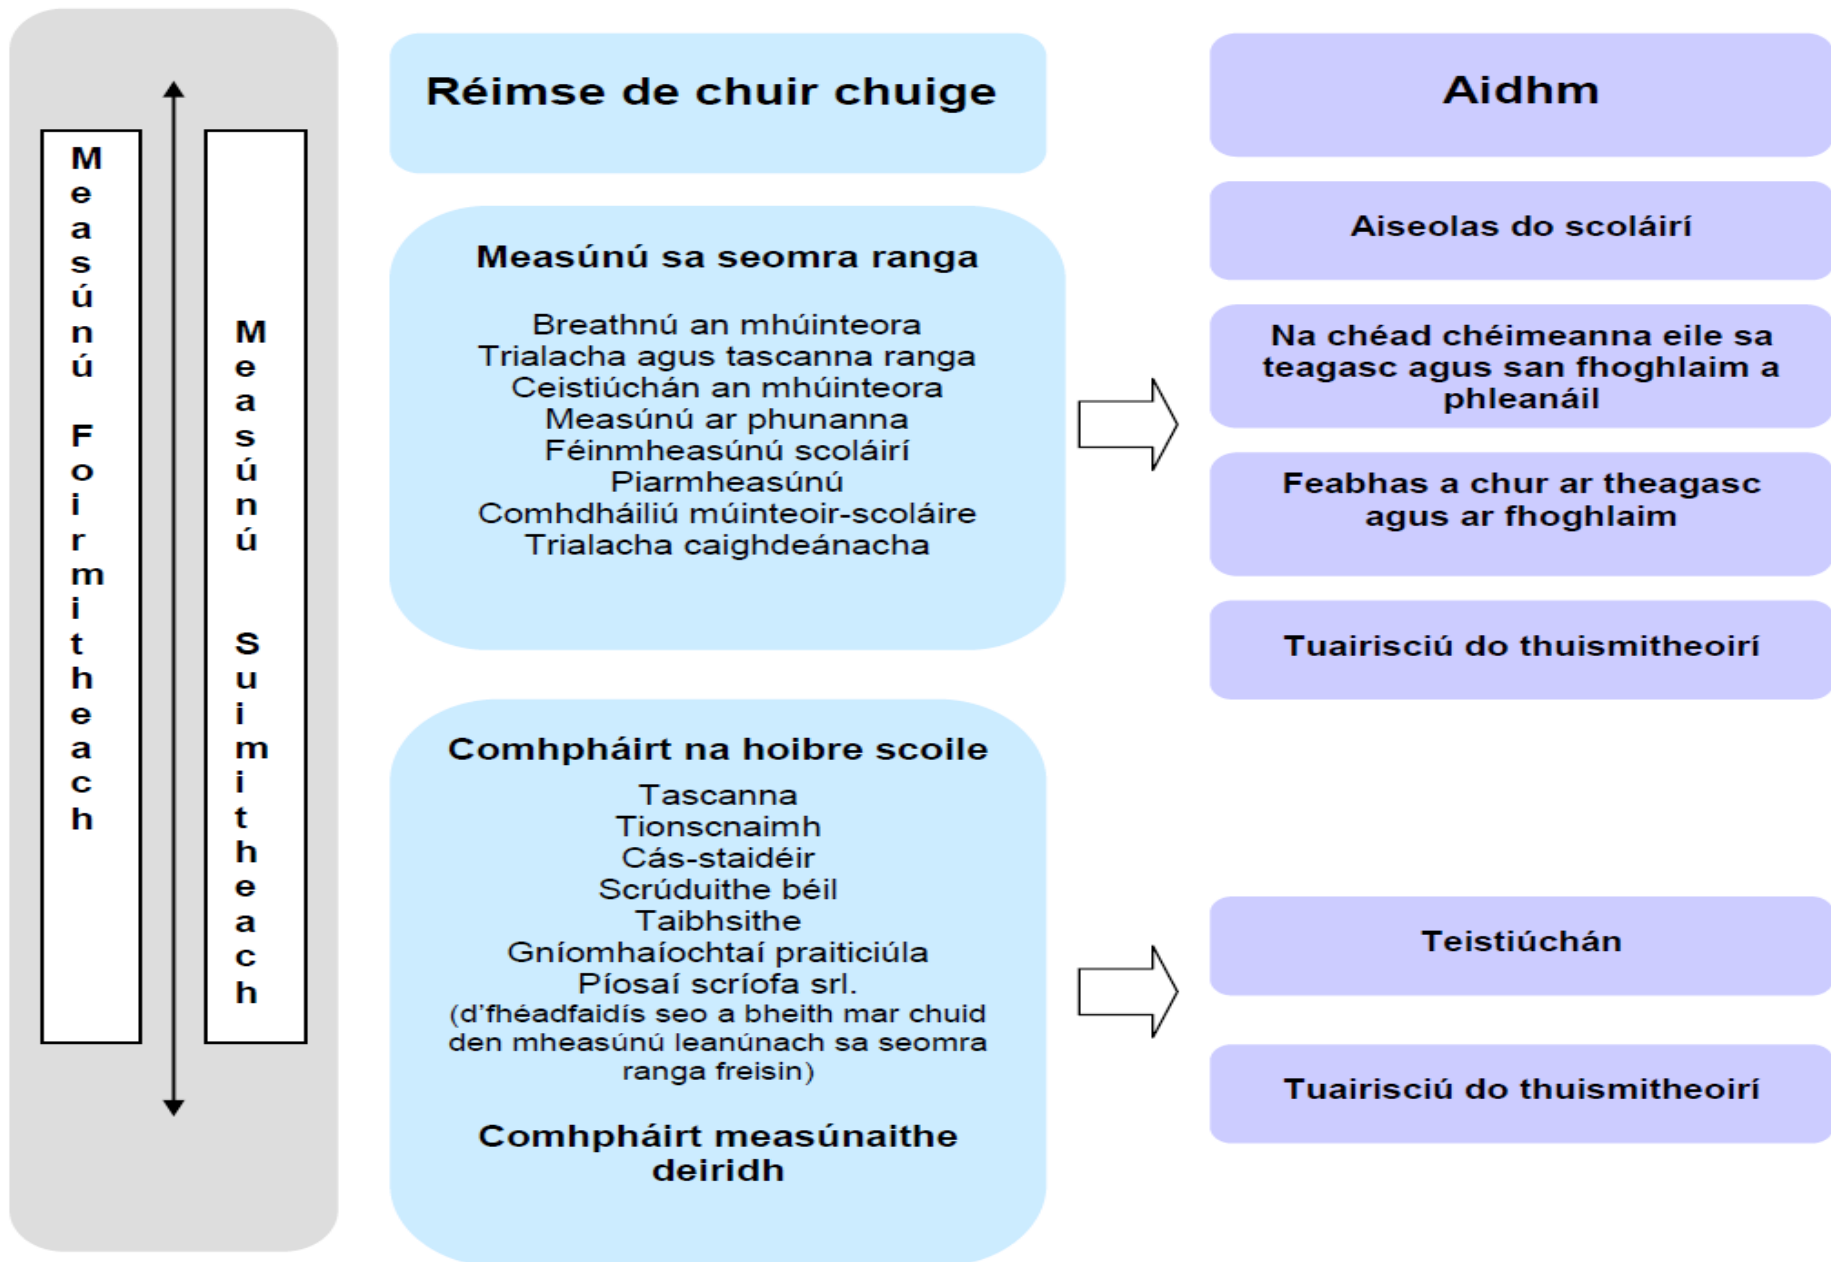 Measúnú Foirmitheach
Measúnú Suimitheach
Réimse de chuir chuige
Measúnú sa seomra ranga
Breathnú an mhúinteora
Trialacha agus tascanna ranga
Ceistiúchán an mhúinteora
Measúnú ar phunanna
Féinmheasúnú scoláirí
Piarmheasúnú
Comhdháiliú múinteoir-scoláire
Trialacha caighdeánacha
Comhpháirt na hoibre scoile
Tascanna
Tionscnaimh
Cás-staidéir
Scrúduithe béil
Taibhsithe
Gníomhaíochtaí praiticiúla
Píosaí scríofa srl.
(d'fhéadfaidís seo a bheith mar chuid
den mheasúnú leanúnach sa seomra
ranga freisin)
Comhpháirt measúnaithe
deiridh
Aidhm
Aiseolas do scoláirí
Na chéad chéimeanna eile sa
teagasc agus san fhoghlaim a
phleanáil
Feabhas a chur ar theagasc
agus ar fhoghlaim
Tuairisciú do thuismitheoirí
Teistiúchán
Tuairisciú do thuismitheoirí